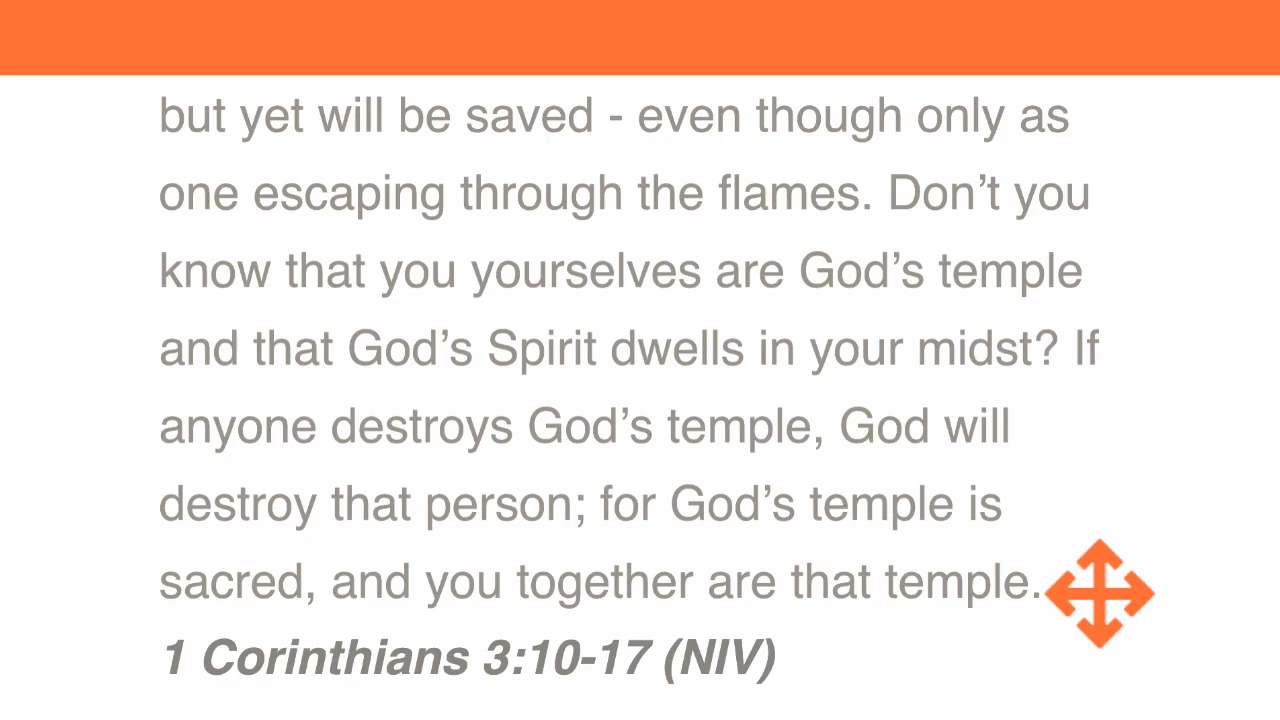 but yet will be saved - even though only as
one escaping through the flames. Don’t you
know that you yourselves are God’s temple
and that God’s Spirit dwells in your midst? If
anyone destroys God’s temple, God will
destroy that person; for God’s temple is
sacred, and you together are that temple.
1 Corinthians 3:10-17 (NIV)